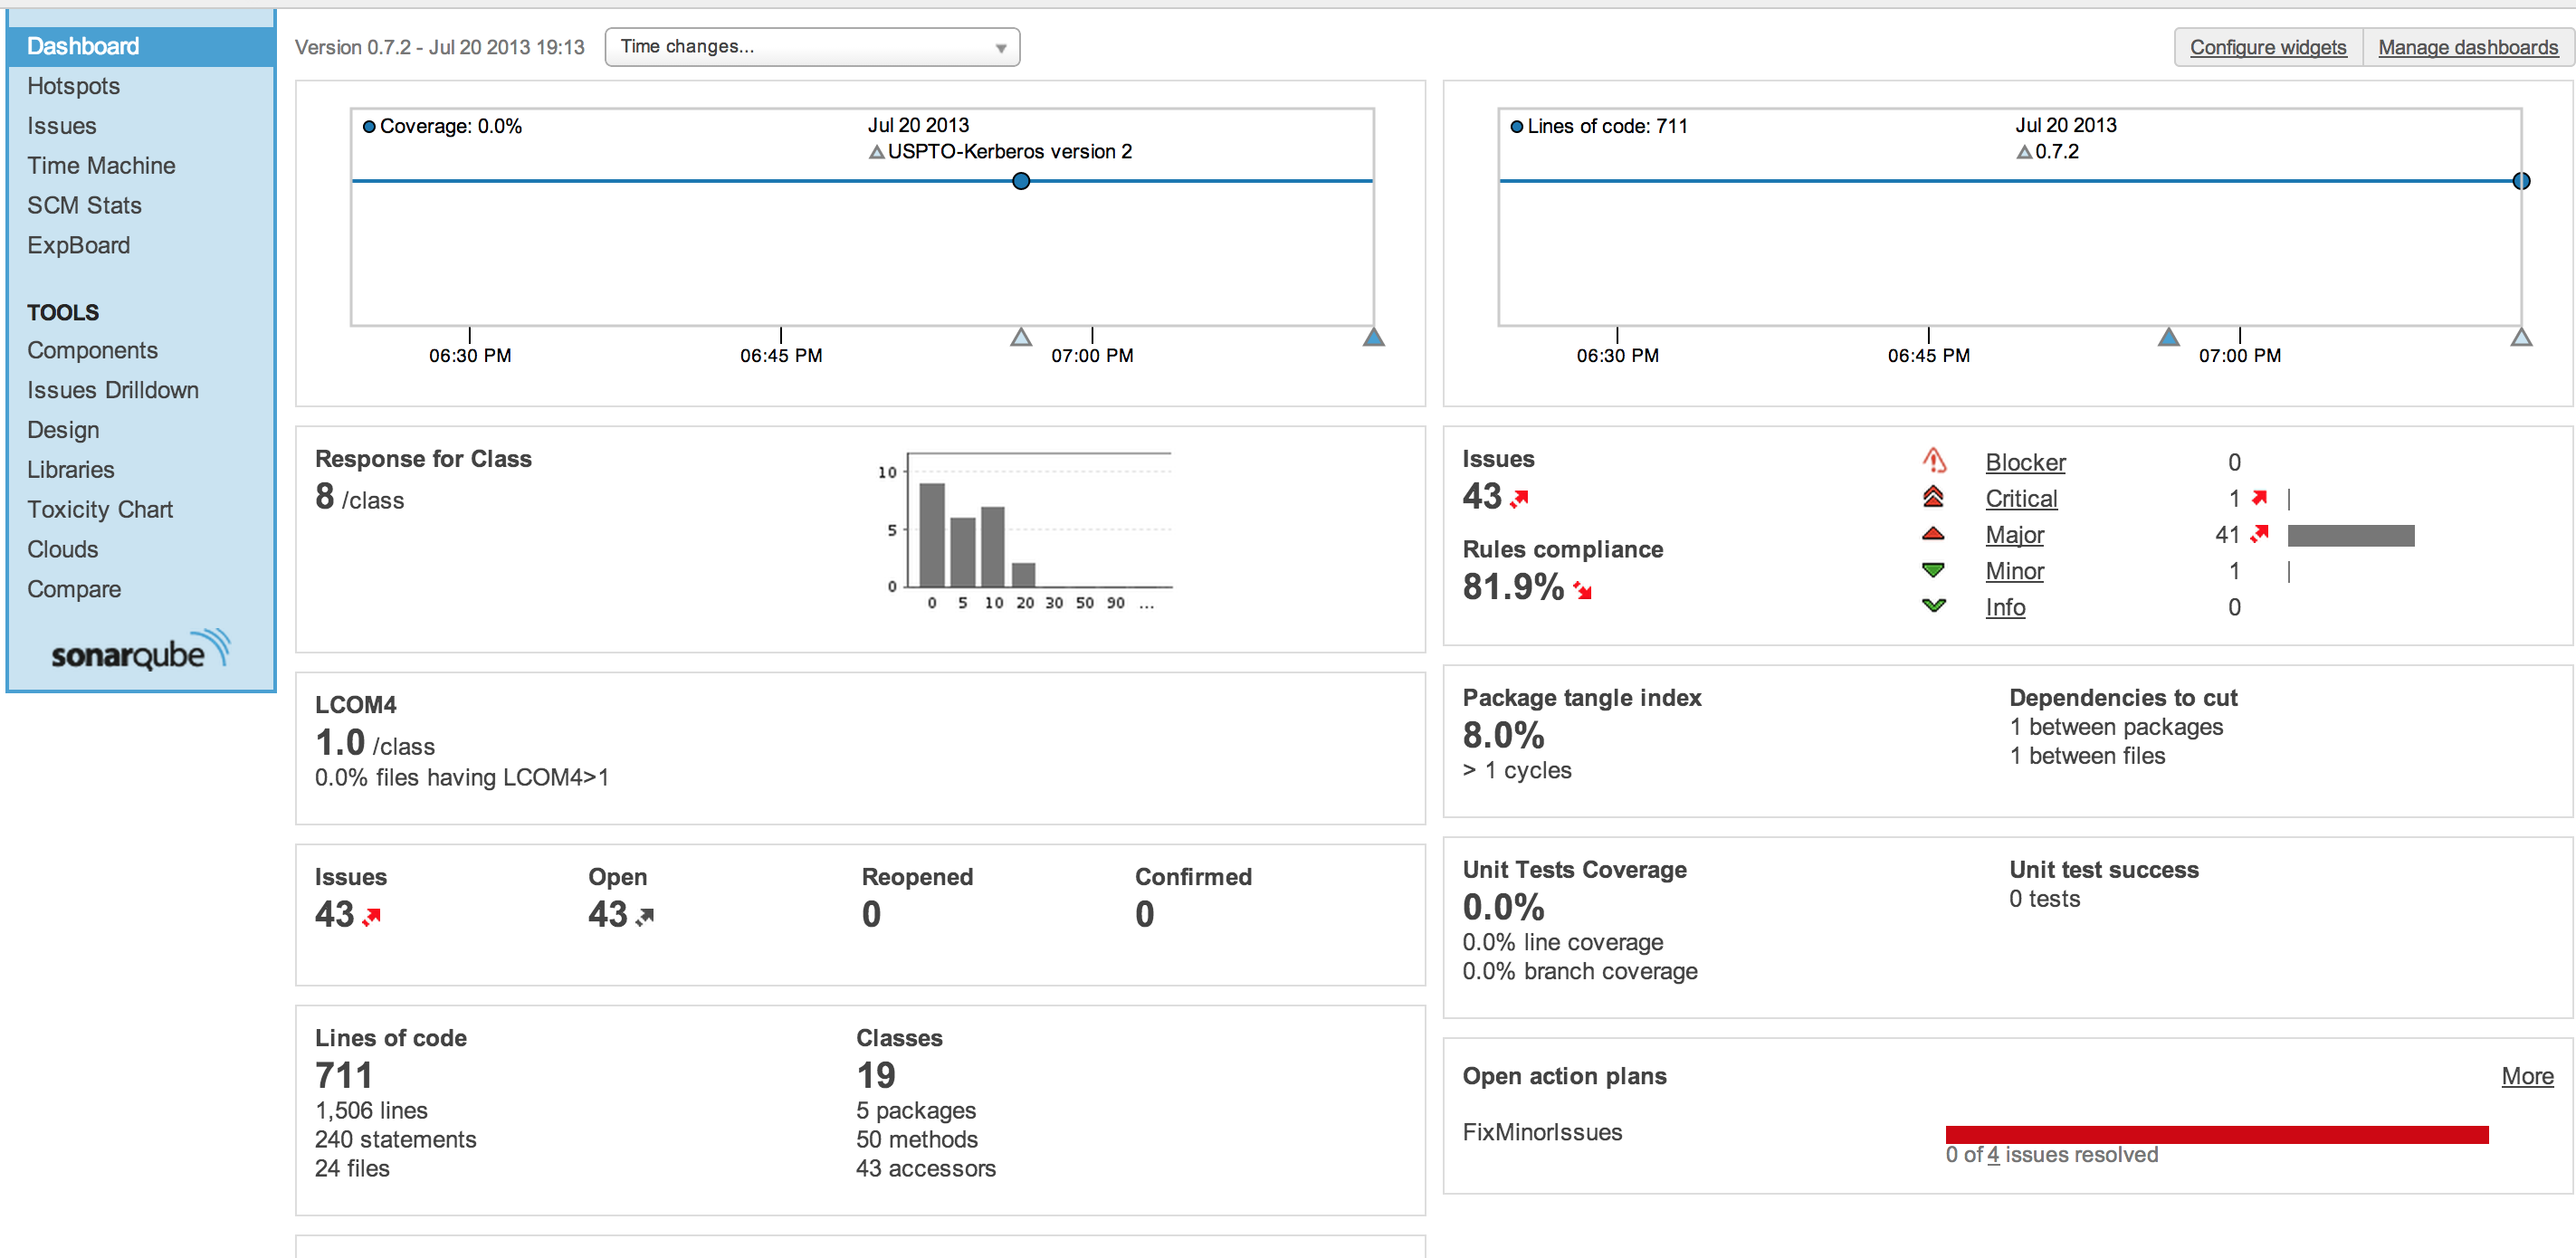 Dashboard
Hotspots
Issues
Time Machine
SCM Stats
ExpBoard
TOOLS
Components
Issues Drilldown
Design
Libraries
Toxicity Chart
Clouds
Compare
sonarqube
Version 0.7.2 - Jul 20 2013 19:13
Time changes...
Configure widgets
Manage dashboards
Coverage: 0.0%
Jul 20 2013
USPTO-Kerberos version 2
06:30 PM
06:45 PM
07:00 PM
Lines of code: 711
Jul 20 2013
0.7.2
06:30 PM
06:45 PM
07:00 PM
Response for Class
8 /class
10
5
0
0 5 10 20 30 50 90 ...
Issues
43
Rules compliance
81.9%
Blocker 0
Critical 1
Major 41
Minor 1
Info 0
LCOM4
1.0 /class
0.0% files having LCOM4>1
Package tangle index
8.0%
> 1 cycles
Dependencies to cut
1 between packages
1 between files
Issues
43
Open
43
Reopened
0
Confirmed
0
Unit Tests Coverage
0.0%
0.0% line coverage
0.0% branch coverage
Unit test success
0 tests
Lines of code
711
1,506 lines
240 statements
24 files
Classes
19
5 packages
50 methods
43 accessors
Open action plans
More
FixMinorIssues
0 of 4 issues resolved